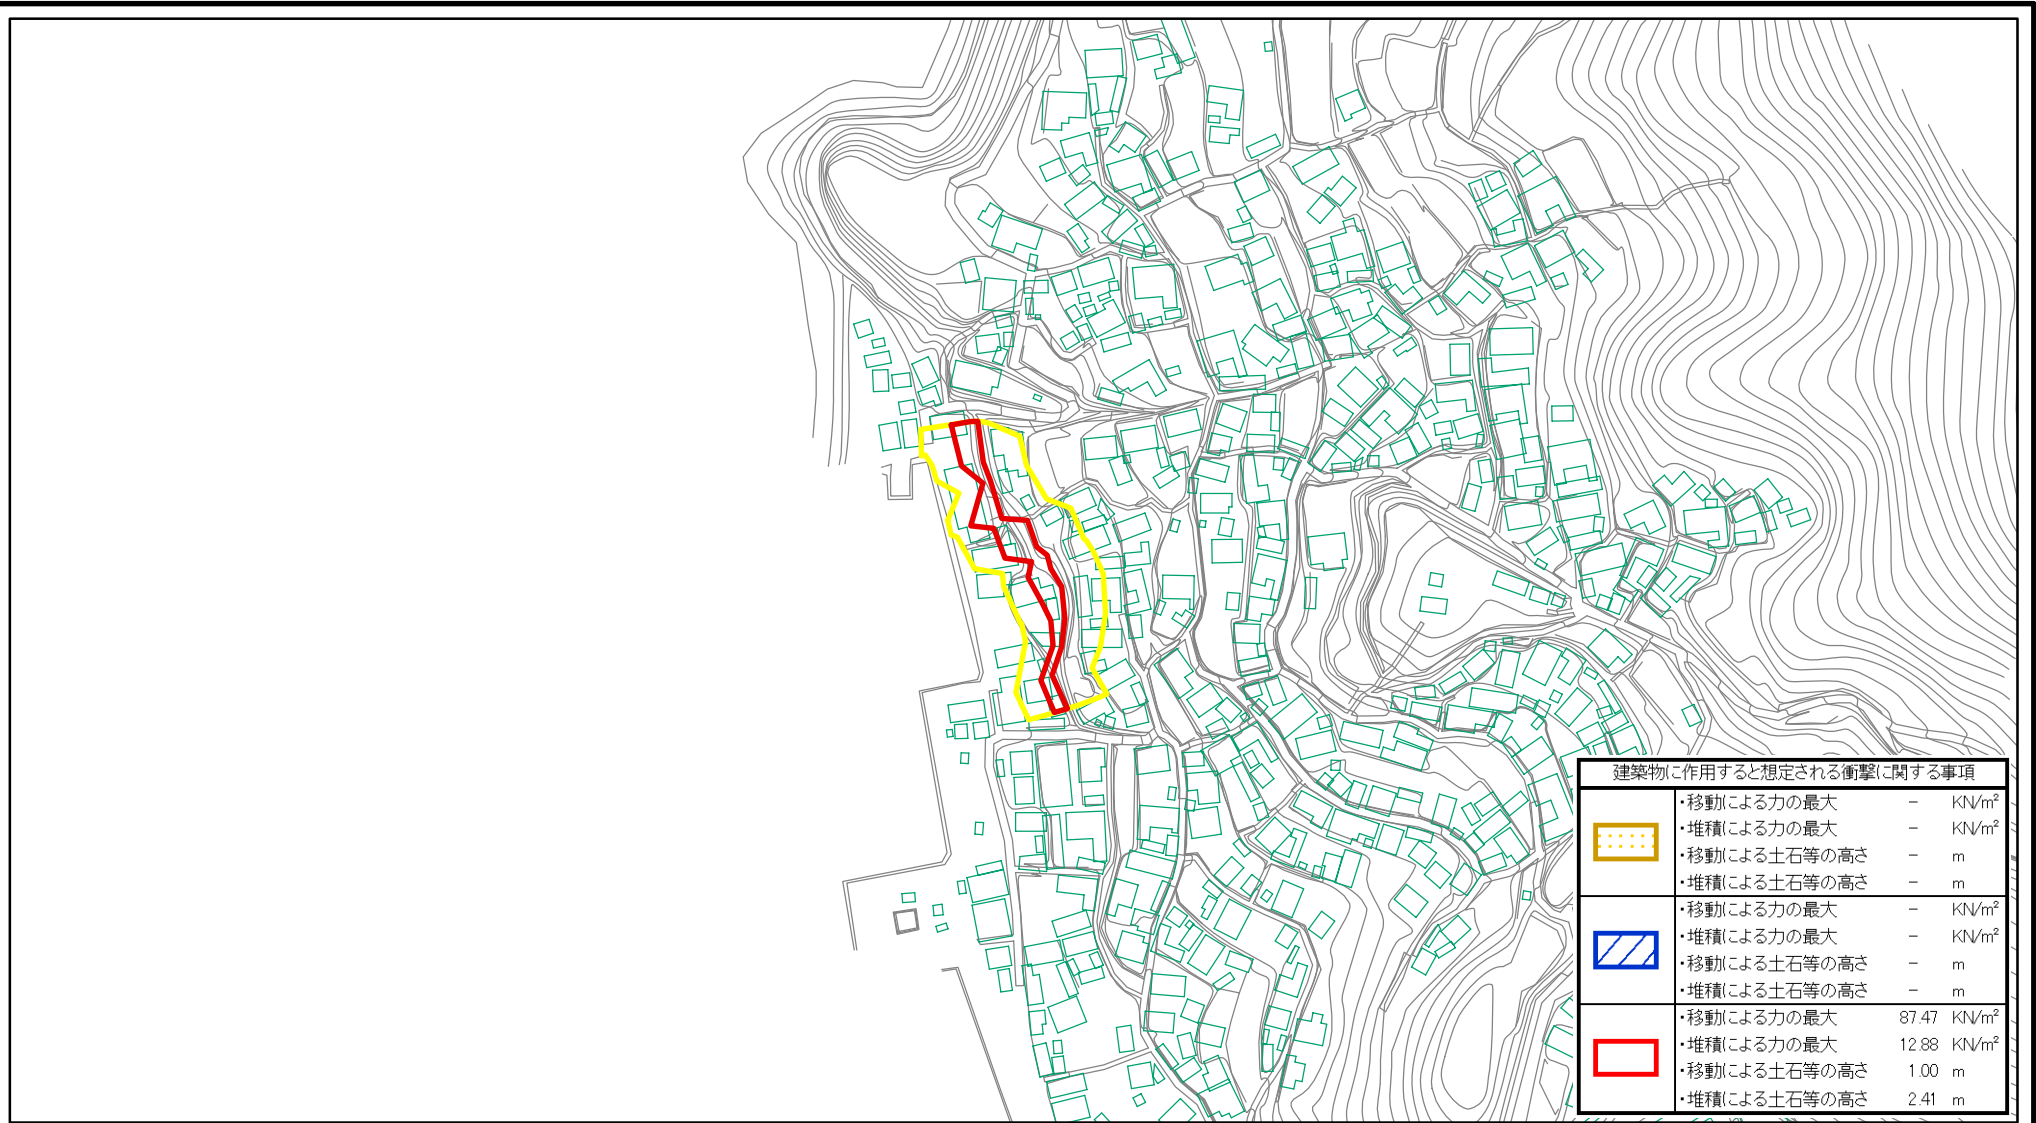 建築物に作用すると想定される衝撃に関する事項
・移動による力の最大 － KN/m²
・堆積による力の最大 － KN/m²
・移動による土石等の高さ － m
・堆積による土石等の高さ － m
・移動による力の最大 － KN/m²
・堆積による力の最大 － KN/m²
・移動による土石等の高さ － m
・堆積による土石等の高さ － m
・移動による力の最大 87.47 KN/m²
・堆積による力の最大 12.88 KN/m²
・移動による土石等の高さ 1.00 m
・堆積による土石等の高さ 2.41 m